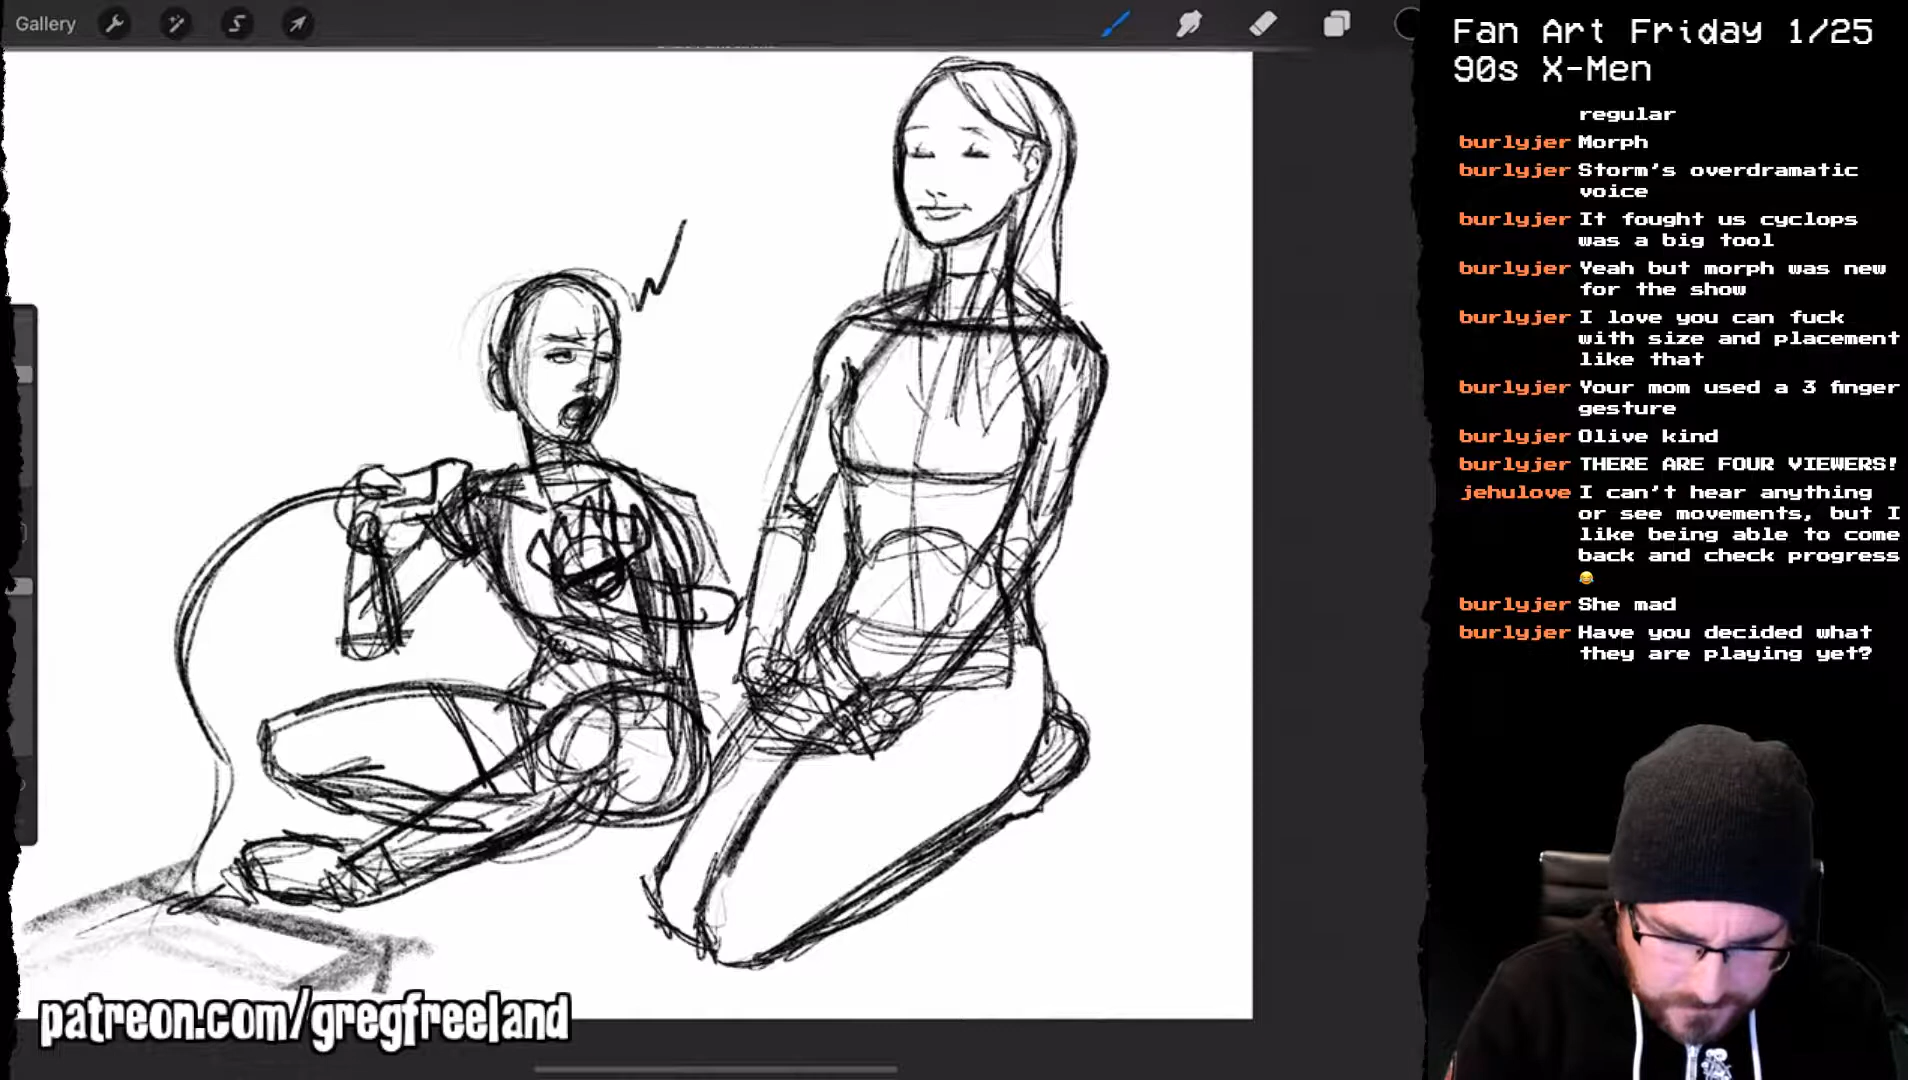 Gallery
Fan Art Friday 1/25
90s X-Men
regular
burlyjer Morph
burlyjer Storm's overdramatic
voice
burlyjer It fought us cyclops
was a big tool
burlyjer Yeah but morph was new
for the show
burlyjer I love you can fuck
with size and placement
like that
burlyjer Your mom used a 3 finger
gesture
burlyjer Olive kind
burlyjer THERE ARE FOUR VIEWERS!
jehulove I can't hear anything
or see movements, but I
like being able to come
back and check progress
😂
burlyjer She mad
burlyjer Have you decided what
they are playing yet?
patreon.com/gregfreeland